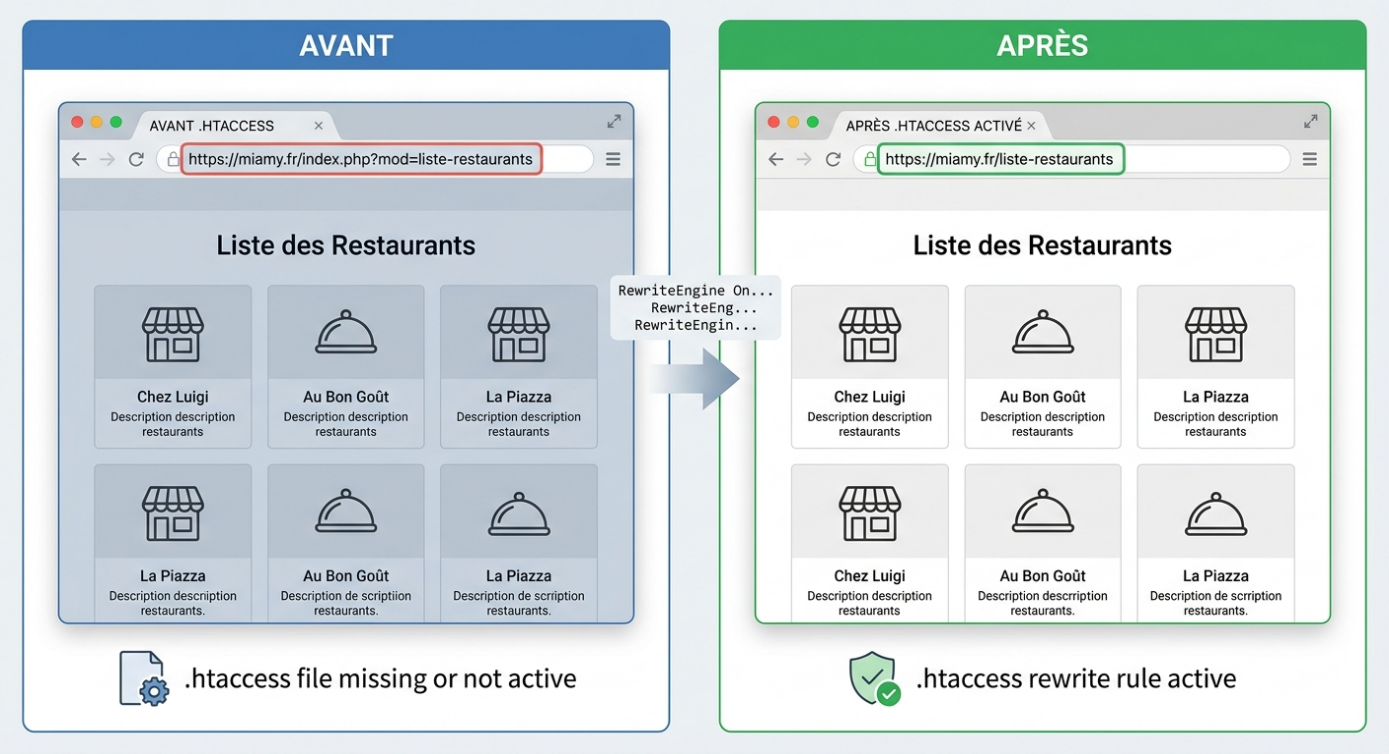 AVANT
AVANT .HTACCESS
https://miamy.fr/index.php?mod=liste-restaurants
Liste des Restaurants
Chez Luigi
Description description
restaurants
Au Bon Goût
Description description
restaurants
La Piazza
Description description
restaurants
La Piazza
Description descniption
restaurants.
Au Bon Goût
Description de scriptiion
restaurants.
La Piazza
Description de scrription
restaurants.
.htaccess file missing or not active
RewriteEngine On...
RewriteEng...
RewriteEngin...
APRÈS
APRÈS .HTACCESS ACTIVÉ
https://miamy.fr/liste-restaurants
Liste des Restaurants
Chez Luigi
Description description
restaurants
Au Bon Goût
Description description
restaurants
La Piazza
Description description
restaurants
Chez Luigi
Description description
restaurants
Au Bon Goût
Description descrription
restaurants.
La Piazza
Description de scrription
restaurants.
.htaccess rewrite rule active